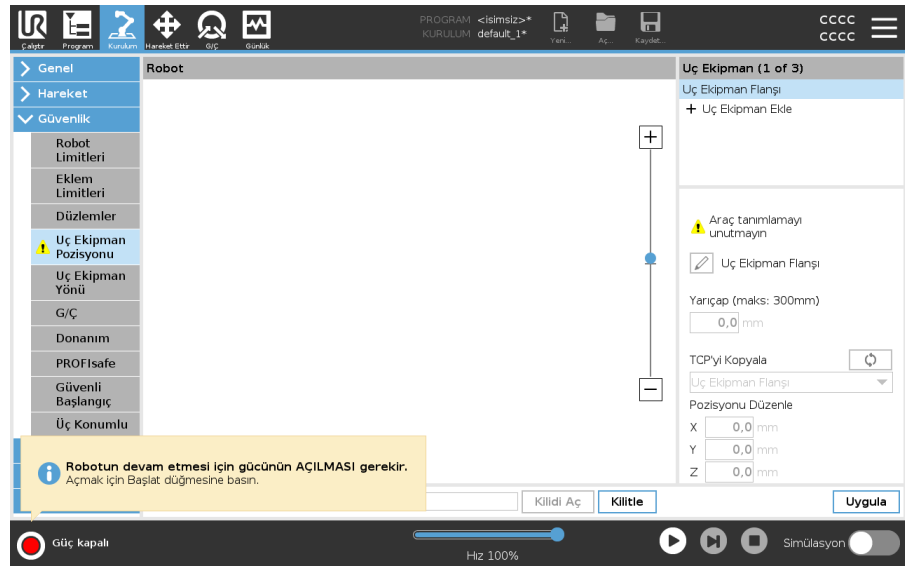 PROGRAM <isimsiz>*
KURULUM default_1*
Çalıştır
Program
Kurulum
Hareket Ettir
G/Ç
Günlük
Yeni...
Aç...
Kaydet...
cccc
cccc
Genel
Hareket
Güvenlik
Robot
Limitleri
Eklem
Limitleri
Düzlemler
Uç Ekipman
Pozisyonu
Uç Ekipman
Yönü
G/Ç
Donanım
PROFIsafe
Güvenli
Başlangıç
Üç Konumlu
Robot
Uç Ekipman (1 of 3)
Uç Ekipman Flanşı
+ Uç Ekipman Ekle
Araç tanımlamayı
unutmayın
Uç Ekipman Flanşı
Yarıçap (maks: 300mm)
0,0 mm
TCP'yi Kopyala
Uç Ekipman Flanşı
Pozisyonu Düzenle
X 0,0 mm
Y 0,0 mm
Z 0,0 mm
Robotun devam etmesi için gücünün AÇILMASI gerekir.
Açmak için Başlat düğmesine basın.
Kilidi Aç
Kilitle
Uygula
Güç kapalı
Hız 100%
Simülasyon